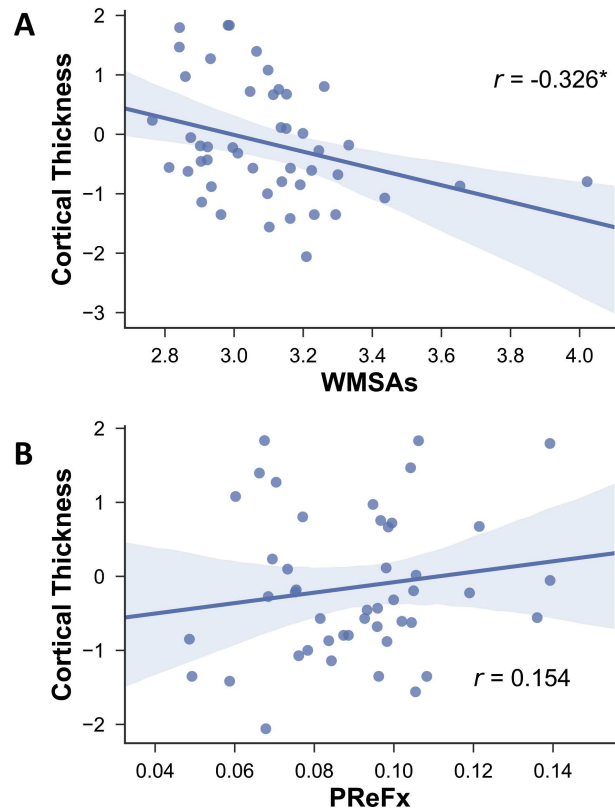 A
Cortical Thickness
2
1
0
−1
−2
−3
r = -0.326*
2.8 3.0 3.2 3.4 3.6 3.8 4.0
WMSAs
B
Cortical Thickness
2
1
0
−1
−2
r = 0.154
0.04 0.06 0.08 0.10 0.12 0.14
PReFx